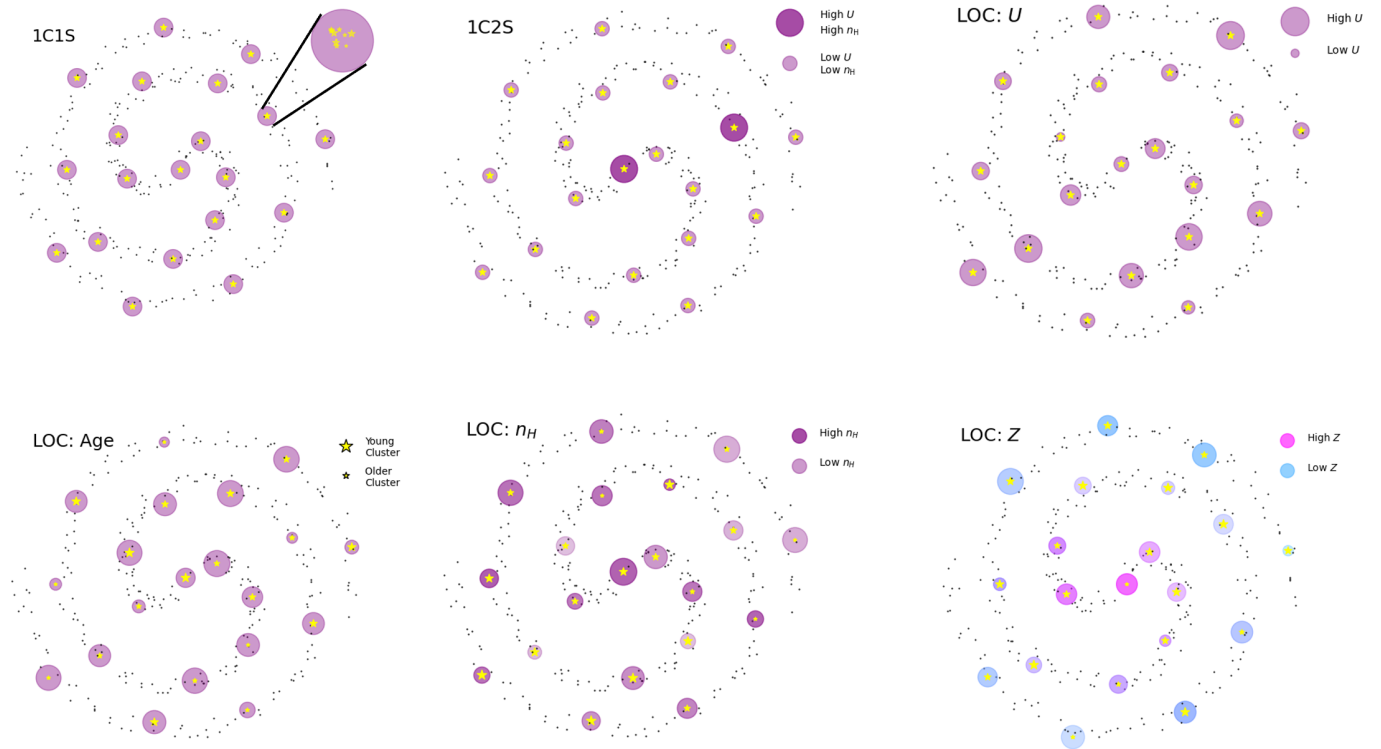 1C1S
1C2S
High U
High nH
Low U
Low nH
LOC: U
High U
Low U
LOC: Age
Young
Cluster
Older
Cluster
LOC: nH
High nH
Low nH
LOC: Z
High Z
Low Z